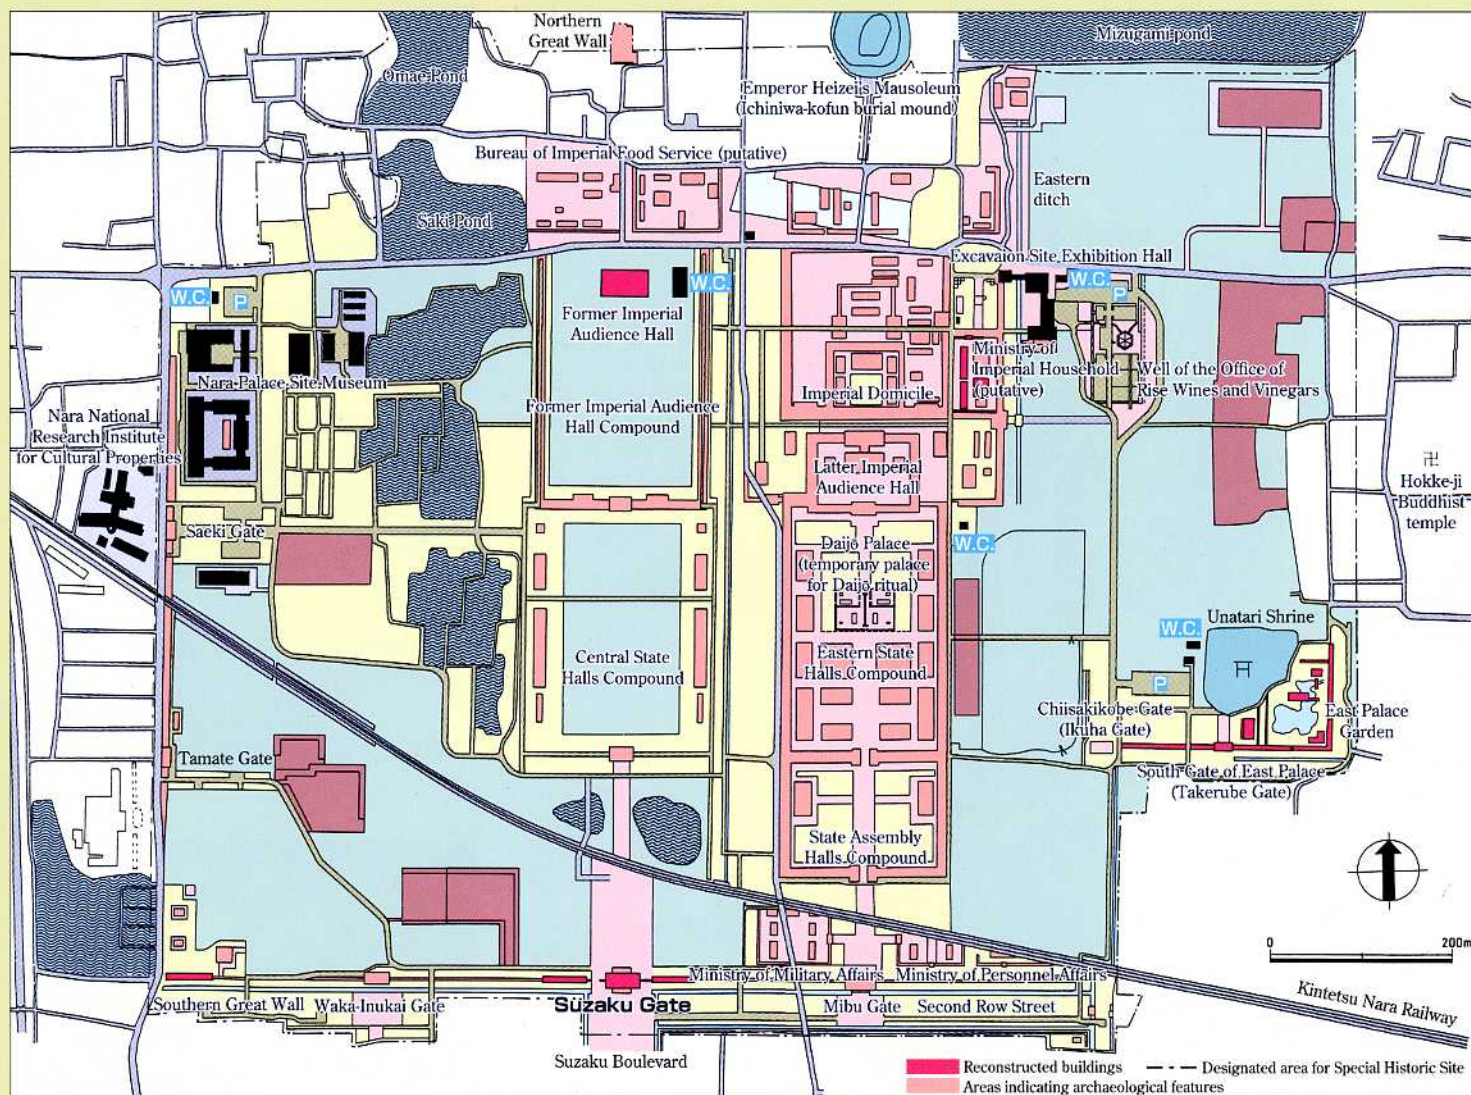 Northern
Great Wall
Mizugami pond
Omae Pond
Emperor Heizei's Mausoleum
(Ichiniwa-kofun burial mound)
Bureau of Imperial Food Service (putative)
Eastern
ditch
Saki Pond
Excavaion Site Exhibition Hall
W.C.
P
W.C.
W.C.
P
Former Imperial
Audience Hall
Ministry of
Imperial Household
(putative)
Well of the Office of
Rise Wines and Vinegars
Nara Palace Site Museum
Imperial Domicile
Former Imperial Audience
Hall Compound
Nara National
Research Institute
for Cultural Properties
Latter Imperial
Audience Hall
卍
Hokke-ji
Buddhist
temple
Saeki Gate
W.C.
Daijō Palace
(temporary palace
for Daijō ritual)
Unatari Shrine
W.C.
Central State
Halls Compound
Eastern State
Halls Compound
P
Chiisakikobe Gate
(Ikuha Gate)
East Palace
Garden
Tamate Gate
South Gate of East Palace
(Takerube Gate)
State Assembly
Halls Compound
0 200m
Ministry of Military Affairs
Ministry of Personnel Affairs
Southern Great Wall
Waka-Inukai Gate
Sūzaku Gate
Mibu Gate
Second Row Street
Kintetsu Nara Railway
Suzaku Boulevard
Reconstructed buildings
Designated area for Special Historic Site
Areas indicating archaeological features